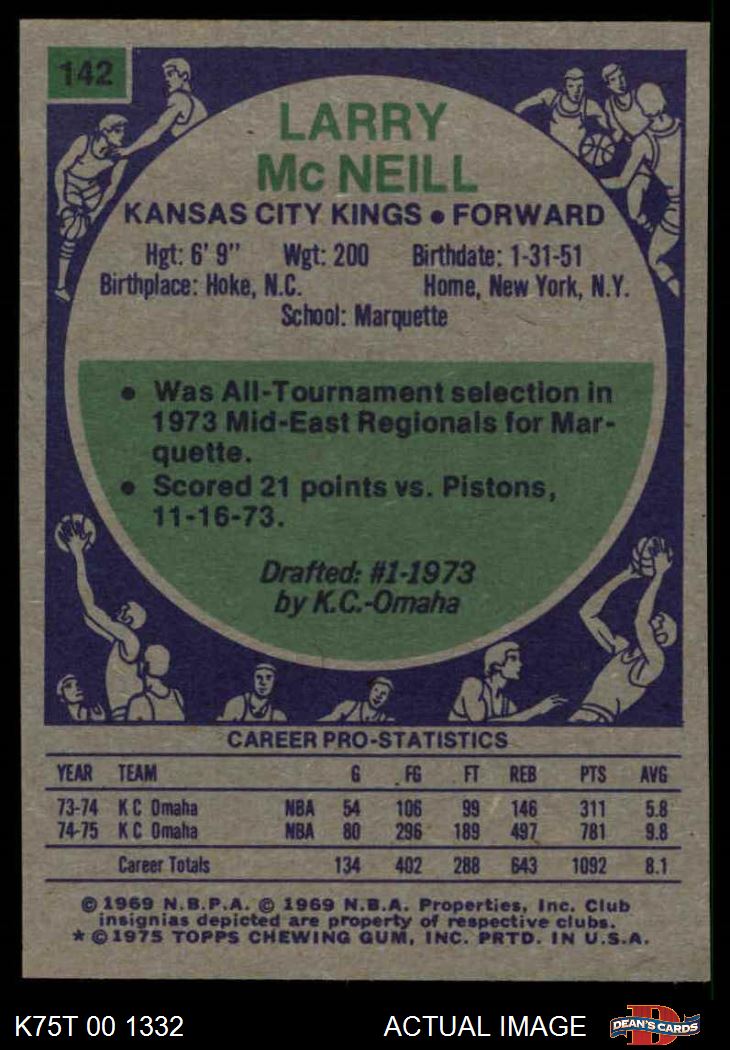 142
LARRY
Mc NEILL
KANSAS CITY KINGS • FORWARD
Hgt: 6' 9" Wgt: 200 Birthdate: 1-31-51
Birthplace: Hoke, N.C. Home, New York, N.Y.
School: Marquette
• Was All-Tournament selection in
1973 Mid-East Regionals for Mar-
quette.
• Scored 21 points vs. Pistons,
11-16-73.
Drafted: #1-1973
by K.C.-Omaha
CAREER PRO-STATISTICS
YEAR TEAM G FG FT REB PTS AVG
73-74 K C Omaha NBA 54 106 99 146 311 5.8
74-75 K C Omaha NBA 80 296 189 497 781 9.8
Career Totals 134 402 288 643 1092 8.1
© 1969 N.B.P.A. © 1969 N.B.A. Properties, Inc. Club
insignias depicted are property of respective clubs.
* © 1975 TOPPS CHEWING GUM, INC. PRTD. IN U.S.A.
K75T 00 1332 ACTUAL IMAGE D DEAN'S CARDS